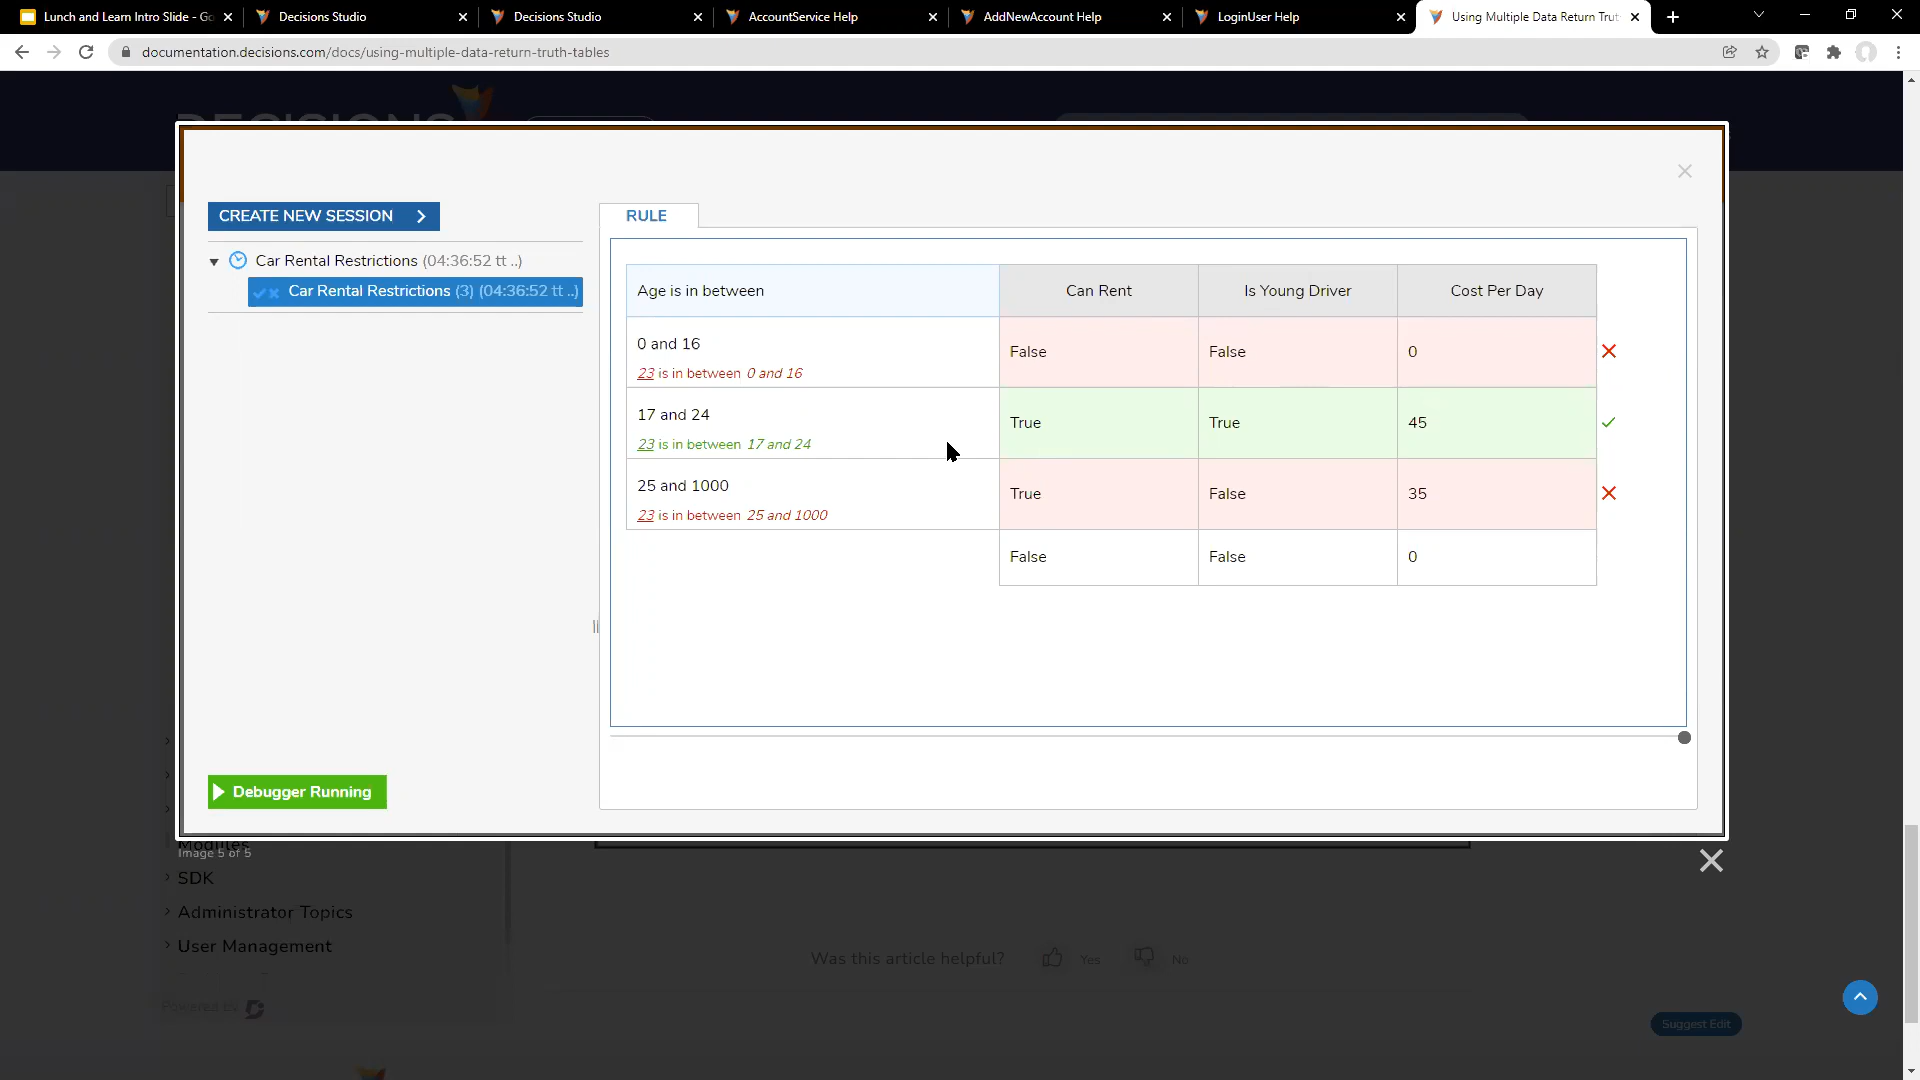 Lunch and Learn Intro Slide - Go
Decisions Studio
Decisions Studio
AccountService Help
AddNewAccount Help
LoginUser Help
Using Multiple Data Return Trut
documentation.decisions.com/docs/using-multiple-data-return-truth-tables
DECISIONS
CREATE NEW SESSION
Car Rental Restrictions (04:36:52 tt ..)
Car Rental Restrictions (3) (04:36:52 tt ..)
RULE
Age is in between Can Rent Is Young Driver Cost Per Day
0 and 16
23 is in between 0 and 16
False False 0
17 and 24
23 is in between 17 and 24
True True 45
25 and 1000
23 is in between 25 and 1000
True False 35
False False 0
Debugger Running
Modules
Image 5 of 5
SDK
Administrator Topics
User Management
Was this article helpful? Yes No
Powered by
Suggest Edit